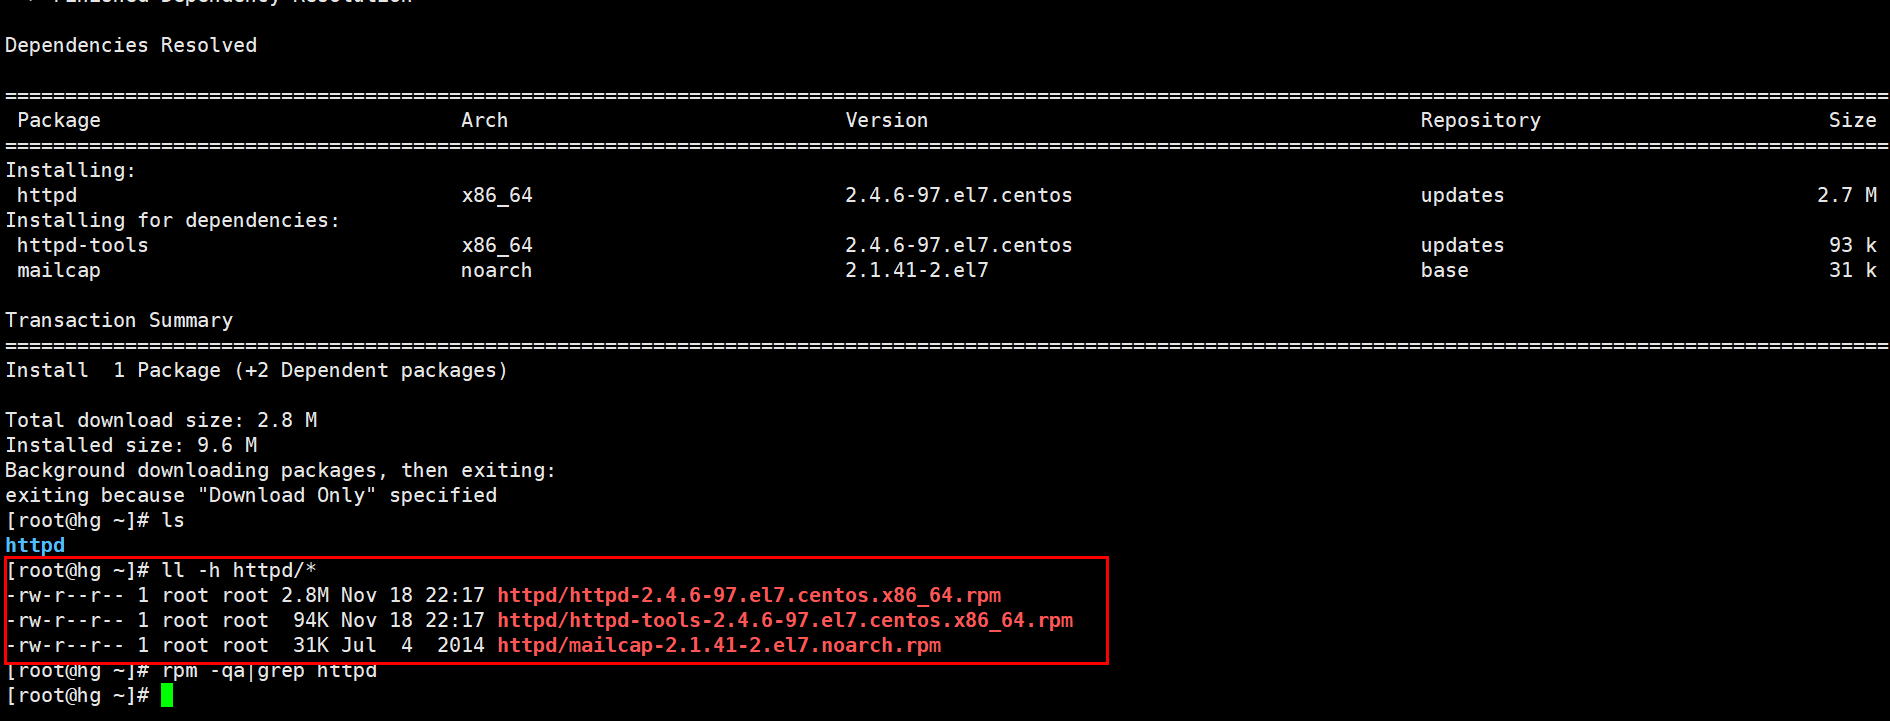 Finished Dependency Resolution
Dependencies Resolved
================================================================================
Package Arch Version Repository Size
================================================================================
Installing:
httpd x86_64 2.4.6-97.el7.centos updates 2.7 M
Installing for dependencies:
httpd-tools x86_64 2.4.6-97.el7.centos updates 93 k
mailcap noarch 2.1.41-2.el7 base 31 k
Transaction Summary
================================================================================
Install  1 Package (+2 Dependent packages)
Total download size: 2.8 M
Installed size: 9.6 M
Background downloading packages, then exiting:
exiting because "Download Only" specified
[root@hg ~]# ls
httpd
[root@hg ~]# ll -h httpd/*
-rw-r--r-- 1 root root 2.8M Nov 18 22:17 httpd/httpd-2.4.6-97.el7.centos.x86_64.rpm
-rw-r--r-- 1 root root  94K Nov 18 22:17 httpd/httpd-tools-2.4.6-97.el7.centos.x86_64.rpm
-rw-r--r-- 1 root root  31K Jul  4  2014 httpd/mailcap-2.1.41-2.el7.noarch.rpm
[root@hg ~]# rpm -qa|grep httpd
[root@hg ~]#